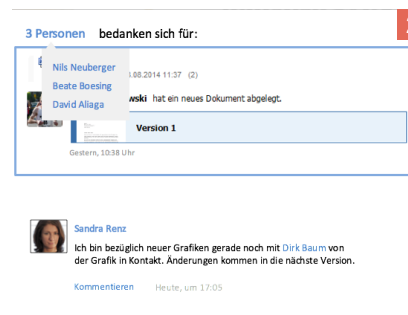 3 Personen bedanken sich für:
Nils Neuberger
Beate Boesing
David Aliaga
.08.2014 11:37 (2)
wski hat ein neues Dokument abgelegt.
Version 1
Gestern, 10:38 Uhr
Sandra Renz
Ich bin bezüglich neuer Grafiken gerade noch mit Dirk Baum von
der Grafik in Kontakt. Änderungen kommen in die nächste Version.
Kommentieren Heute, um 17:05